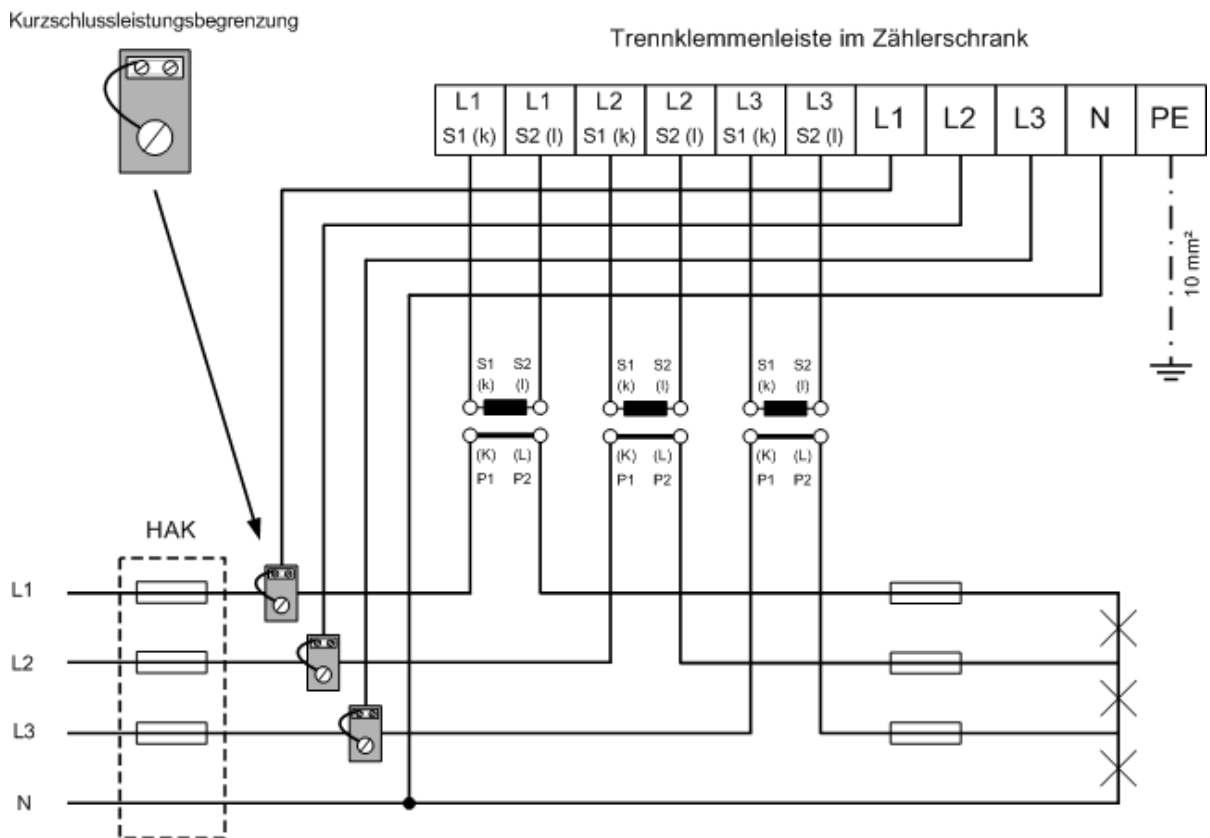 Kurzschlussleistungsbegrenzung
Trennklemmenleiste im Zählerschrank
L1 L1 L2 L2 L3 L3 L1 L2 L3 N PE
S1 (k) S2 (l) S1 (k) S2 (l) S1 (k) S2 (l)
10 mm²
S1 S2 S1 S2 S1 S2
(k) (l) (k) (l) (k) (l)
(K) (L) (K) (L) (K) (L)
P1 P2 P1 P2 P1 P2
HAK
L1
L2
L3
N